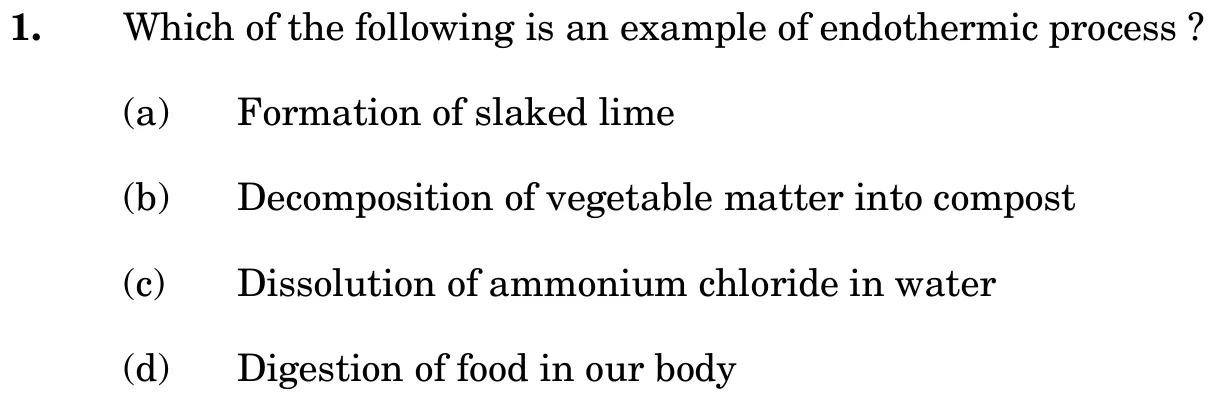 1. Which of the following is an example of endothermic process ?
(a) Formation of slaked lime
(b) Decomposition of vegetable matter into compost
(c) Dissolution of ammonium chloride in water
(d) Digestion of food in our body